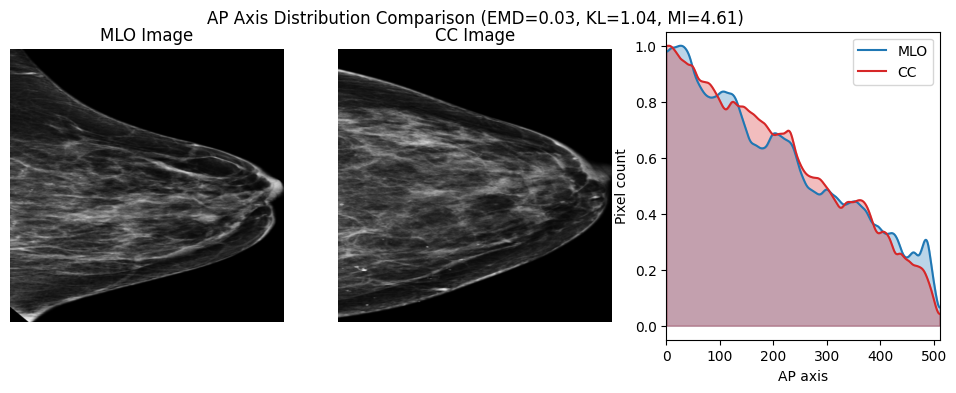 AP Axis Distribution Comparison (EMD=0.03, KL=1.04, MI=4.61)
MLO Image
CC Image
MLO
CC
Pixel count
1.0
0.8
0.6
0.4
0.2
0.0
0 100 200 300 400 500
AP axis